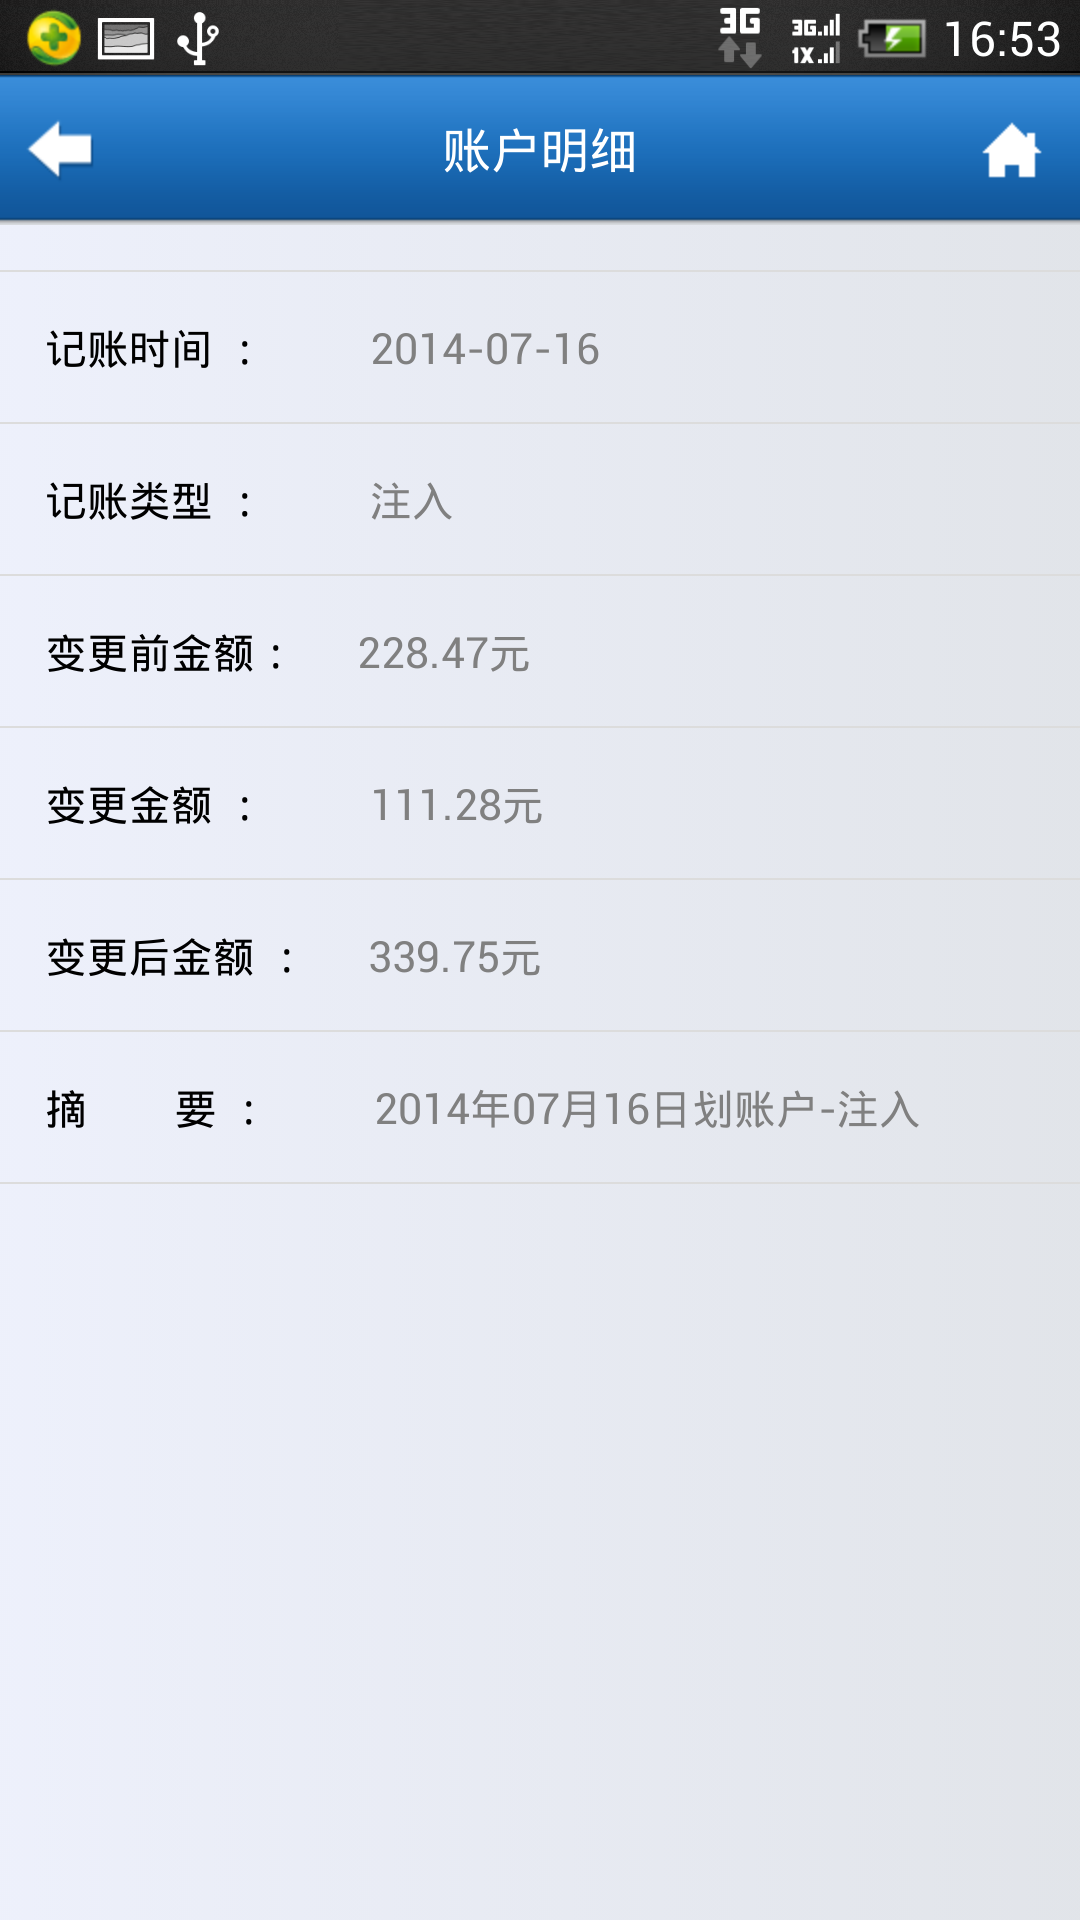 3G 3G 1X 16:53
账户明细
记账时间 : 2014-07-16
记账类型 : 注入
变更前金额 : 228.47元
变更金额 : 111.28元
变更后金额 : 339.75元
摘 要 : 2014年07月16日划账户-注入